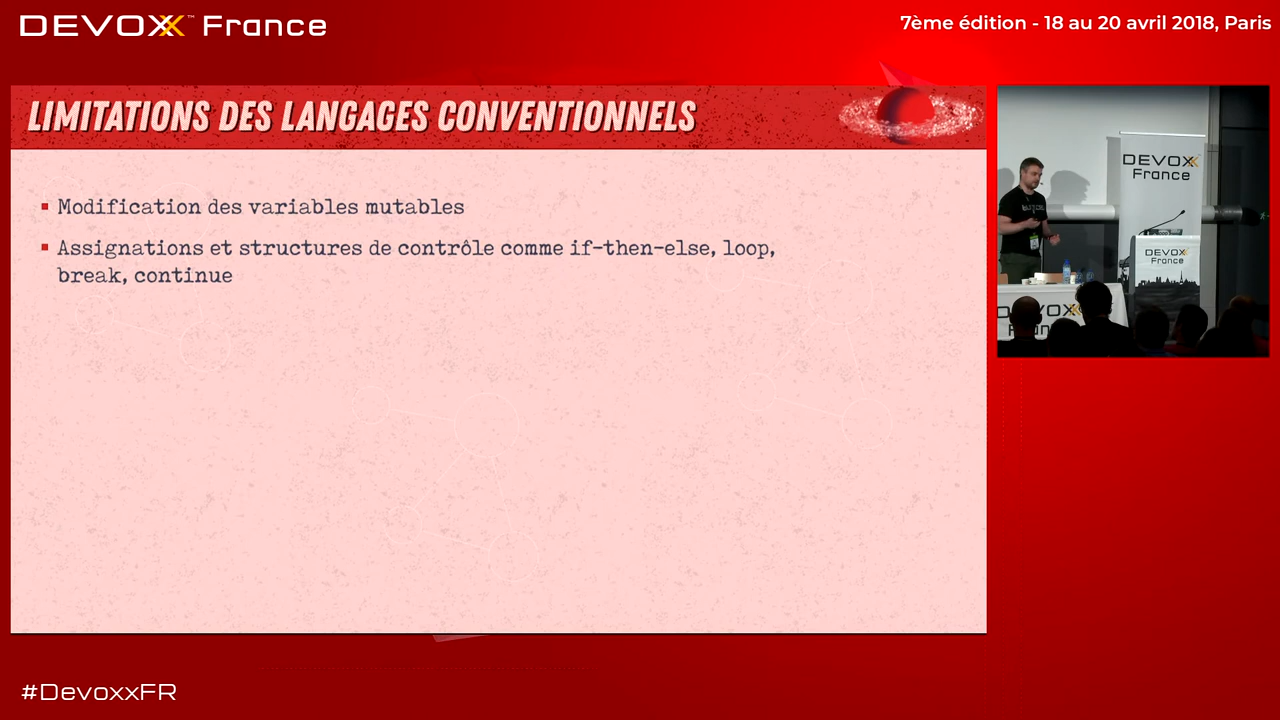 DEVOXX™ France
7ème édition - 18 au 20 avril 2018, Paris
LIMITATIONS DES LANGAGES CONVENTIONNELS
Modification des variables mutables
Assignations et structures de contrôle comme if-then-else, loop,
break, continue
DEVOXX
France
DEVOXX
France
#DevoxxFR